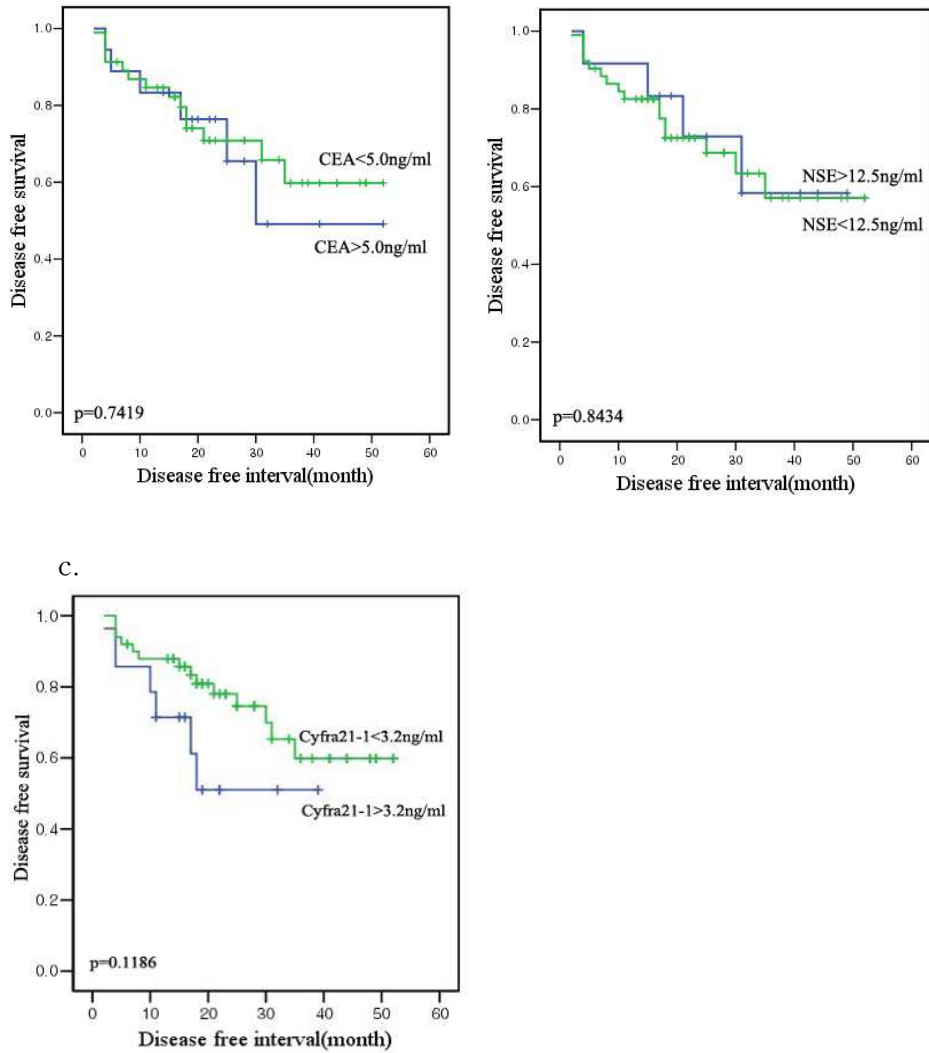 1.0
0.8
0.6
0.4
0.2
0.0
Disease free survival
CEA<5.0ng/ml
CEA>5.0ng/ml
p=0.7419
0 10 20 30 40 50 60
Disease free interval(month)
1.0
0.8
0.6
0.4
0.2
0.0
Disease free survival
NSE>12.5ng/ml
NSE<12.5ng/ml
p=0.8434
0 10 20 30 40 50 60
Disease free interval(month)
c.
1.0
0.8
0.6
0.4
0.2
0.0
Disease free survival
Cyfra21-1<3.2ng/ml
Cyfra21-1>3.2ng/ml
p=0.1186
0 10 20 30 40 50 60
Disease free interval(month)